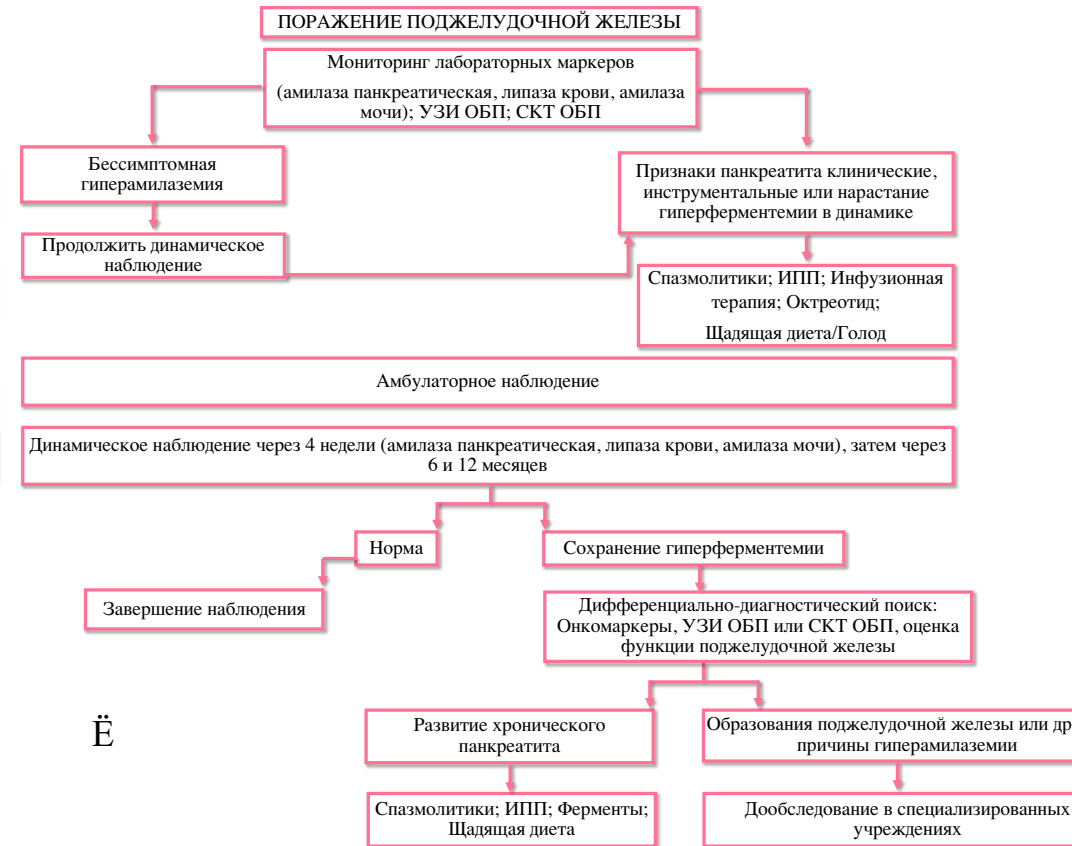 ПОРАЖЕНИЕ ПОДЖЕЛУДОЧНОЙ ЖЕЛЕЗЫ
Мониторинг лабораторных маркеров
(амилаза панкреатическая, липаза крови, амилаза
мочи); УЗИ ОБП; СКТ ОБП
Бессимптомная
гиперамилаземия
Признаки панкреатита клинические,
инструментальные или нарастание
гиперферментемии в динамике
Продолжить динамическое
наблюдение
Спазмолитики; ИПП; Инфузионная
терапия; Октреотид;
Щадящая диета/Голод
Амбулаторное наблюдение
Динамическое наблюдение через 4 недели (амилаза панкреатическая, липаза крови, амилаза мочи), затем через
6 и 12 месяцев
Норма
Сохранение гиперферментемии
Завершение наблюдения
Дифференциально-диагностический поиск:
Онкомаркеры, УЗИ ОБП или СКТ ОБП, оценка
функции поджелудочной железы
Ё
Развитие хронического
панкреатита
Образования поджелудочной железы или
причины гиперамилаземии
Спазмолитики; ИПП; Ферменты;
Щадящая диета
Дообследование в специализированных
учреждениях